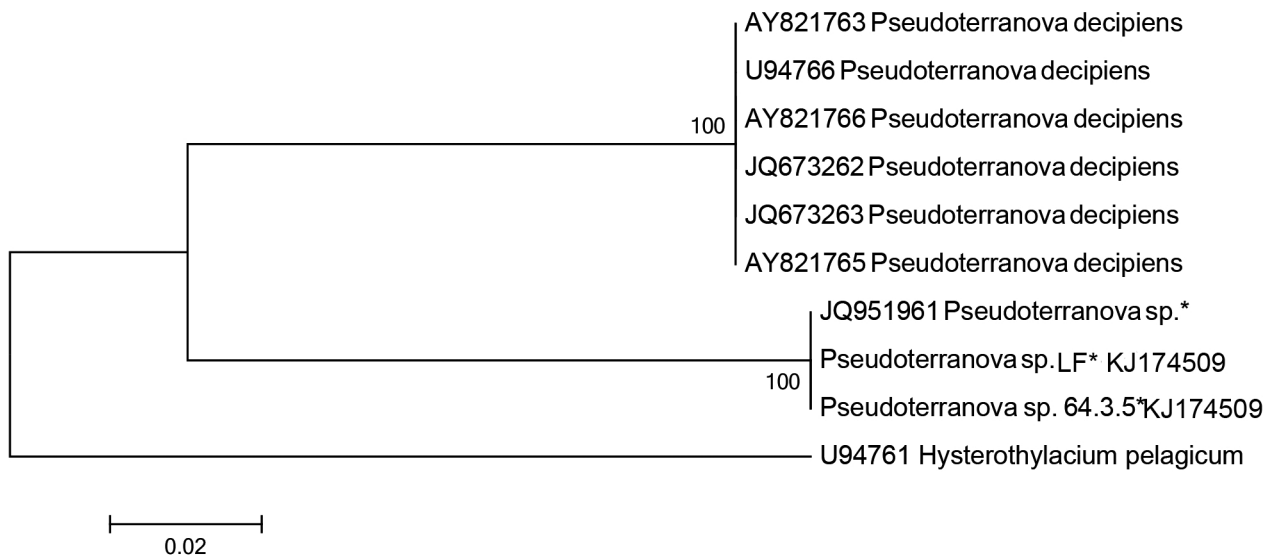 AY821763 Pseudoterranova decipiens
U94766 Pseudoterranova decipiens
100
AY821766 Pseudoterranova decipiens
JQ673262 Pseudoterranova decipiens
JQ673263 Pseudoterranova decipiens
AY821765 Pseudoterranova decipiens
JQ951961 Pseudoterranova sp.*
Pseudoterranova sp. LF* KJ174509
100
Pseudoterranova sp. 64.3.5*KJ174509
U94761 Hysterothylacium pelagicum
0.02